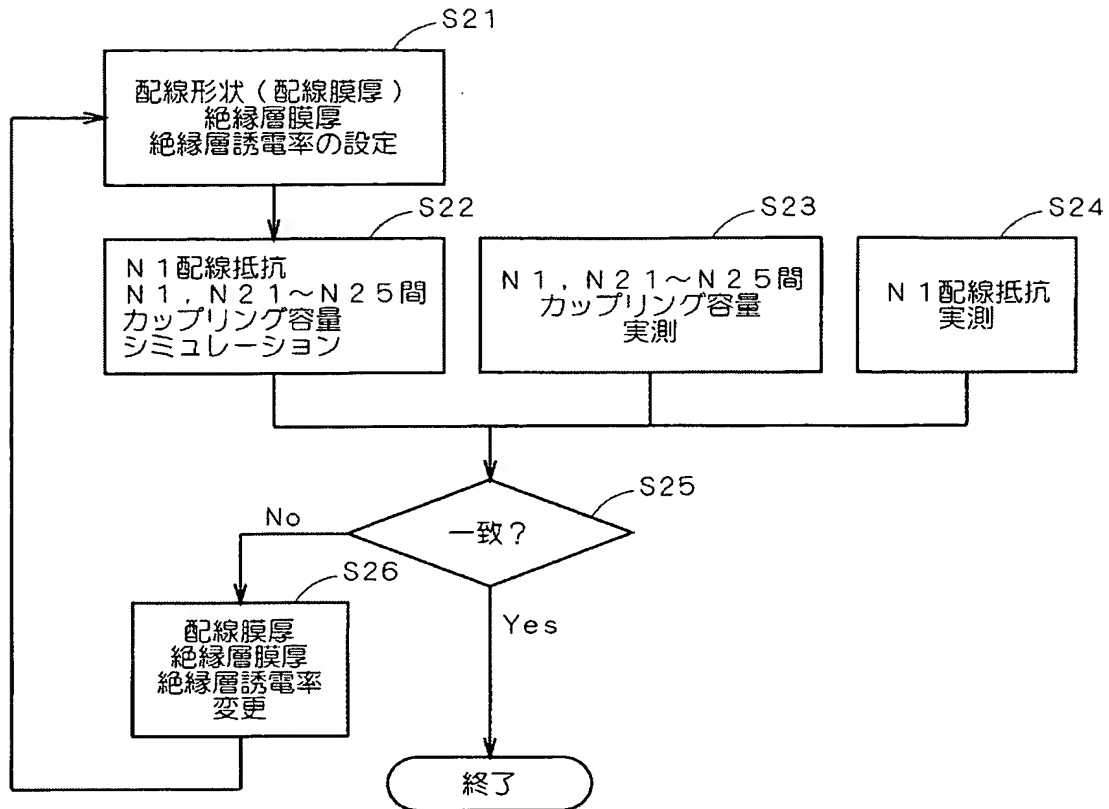 S21
配線形状（配線膜厚）
絶縁層膜厚
絶縁層誘電率の設定
S22
Ｎ１配線抵抗
Ｎ１，Ｎ２１～Ｎ２５間
カップリング容量
シミュレーション
S23
Ｎ１，Ｎ２１～Ｎ２５間
カップリング容量
実測
S24
Ｎ１配線抵抗
実測
S25
一致？
No
Yes
S26
配線膜厚
絶縁層膜厚
絶縁層誘電率
変更
終了